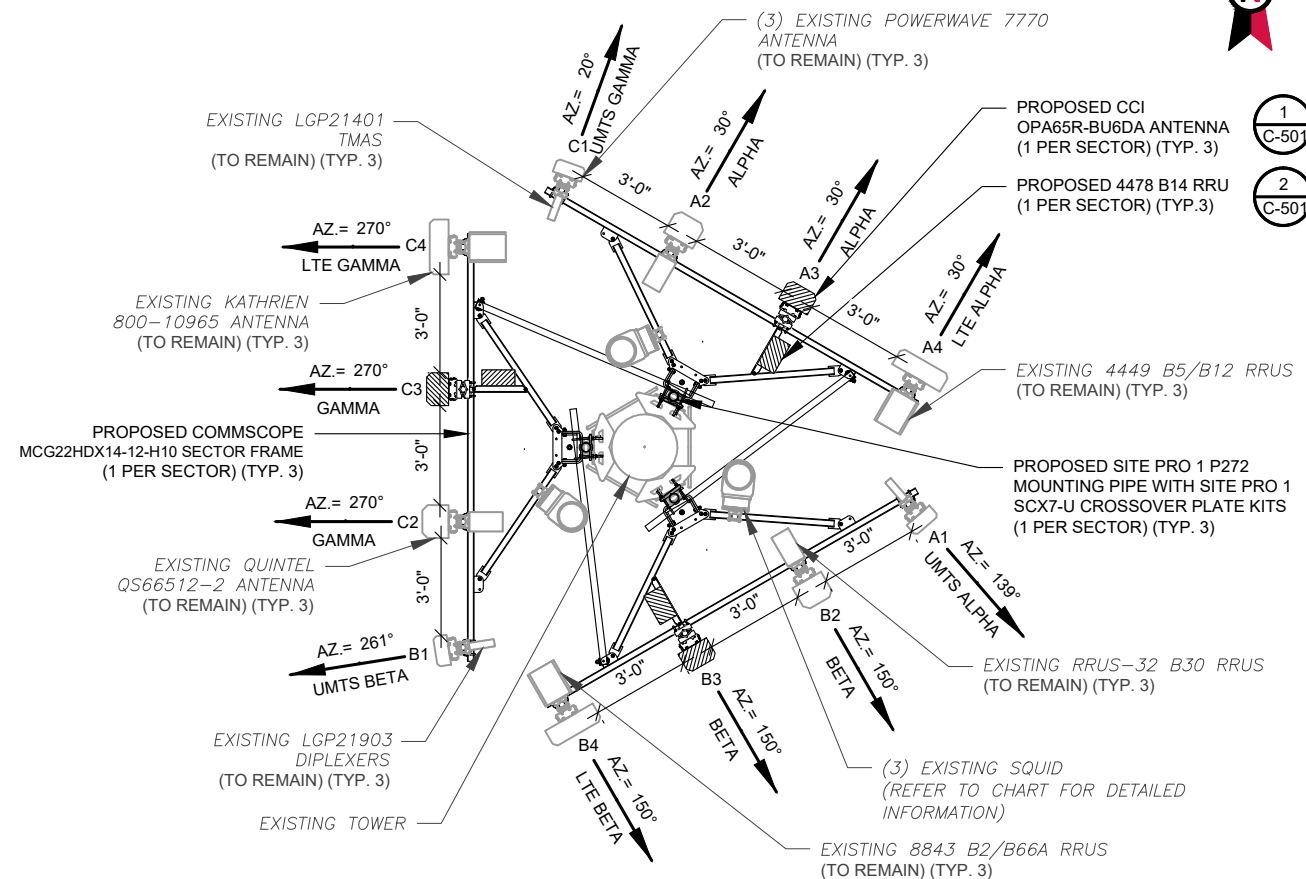 (3) EXISTING POWERWAVE 7770
ANTENNA
(TO REMAIN) (TYP. 3)
AZ.= 20°
UMTS GAMMA
C1
EXISTING LGP21401
TMAS
(TO REMAIN) (TYP. 3)
AZ.= 30°
ALPHA
A2
3'-0"
PROPOSED CCI
OPA65R-BU6DA ANTENNA
(1 PER SECTOR) (TYP. 3)
1
C-501
PROPOSED 4478 B14 RRU
(1 PER SECTOR) (TYP.3)
2
C-501
AZ.= 30°
ALPHA
A3
3'-0"
AZ.= 270°
C4
LTE GAMMA
AZ.= 30°
LTE ALPHA
A4
3'-0"
EXISTING KATHRIEN
800-10965 ANTENNA
(TO REMAIN) (TYP. 3)
3'-0"
EXISTING 4449 B5/B12 RRUS
(TO REMAIN) (TYP. 3)
AZ.= 270°
C3
GAMMA
PROPOSED COMMSCOPE
MCG22HDX14-12-H10 SECTOR FRAME
(1 PER SECTOR) (TYP. 3)
3'-0"
PROPOSED SITE PRO 1 P272
MOUNTING PIPE WITH SITE PRO 1
SCX7-U CROSSOVER PLATE KITS
(1 PER SECTOR) (TYP. 3)
AZ.= 270°
C2
GAMMA
EXISTING QUINTEL
QS66512-2 ANTENNA
(TO REMAIN) (TYP. 3)
3'-0"
3'-0"
A1
AZ.= 139°
UMTS ALPHA
3'-0"
B2
AZ.= 150°
BETA
AZ.= 261°
B1
UMTS BETA
3'-0"
B3
AZ.= 150°
BETA
EXISTING RRUS-32 B30 RRUS
(TO REMAIN) (TYP. 3)
EXISTING LGP21903
DIPLEXERS
(TO REMAIN) (TYP. 3)
B4
AZ.= 150°
LTE BETA
(3) EXISTING SQUID
(REFER TO CHART FOR DETAILED
INFORMATION)
EXISTING TOWER
EXISTING 8843 B2/B66A RRUS
(TO REMAIN) (TYP. 3)